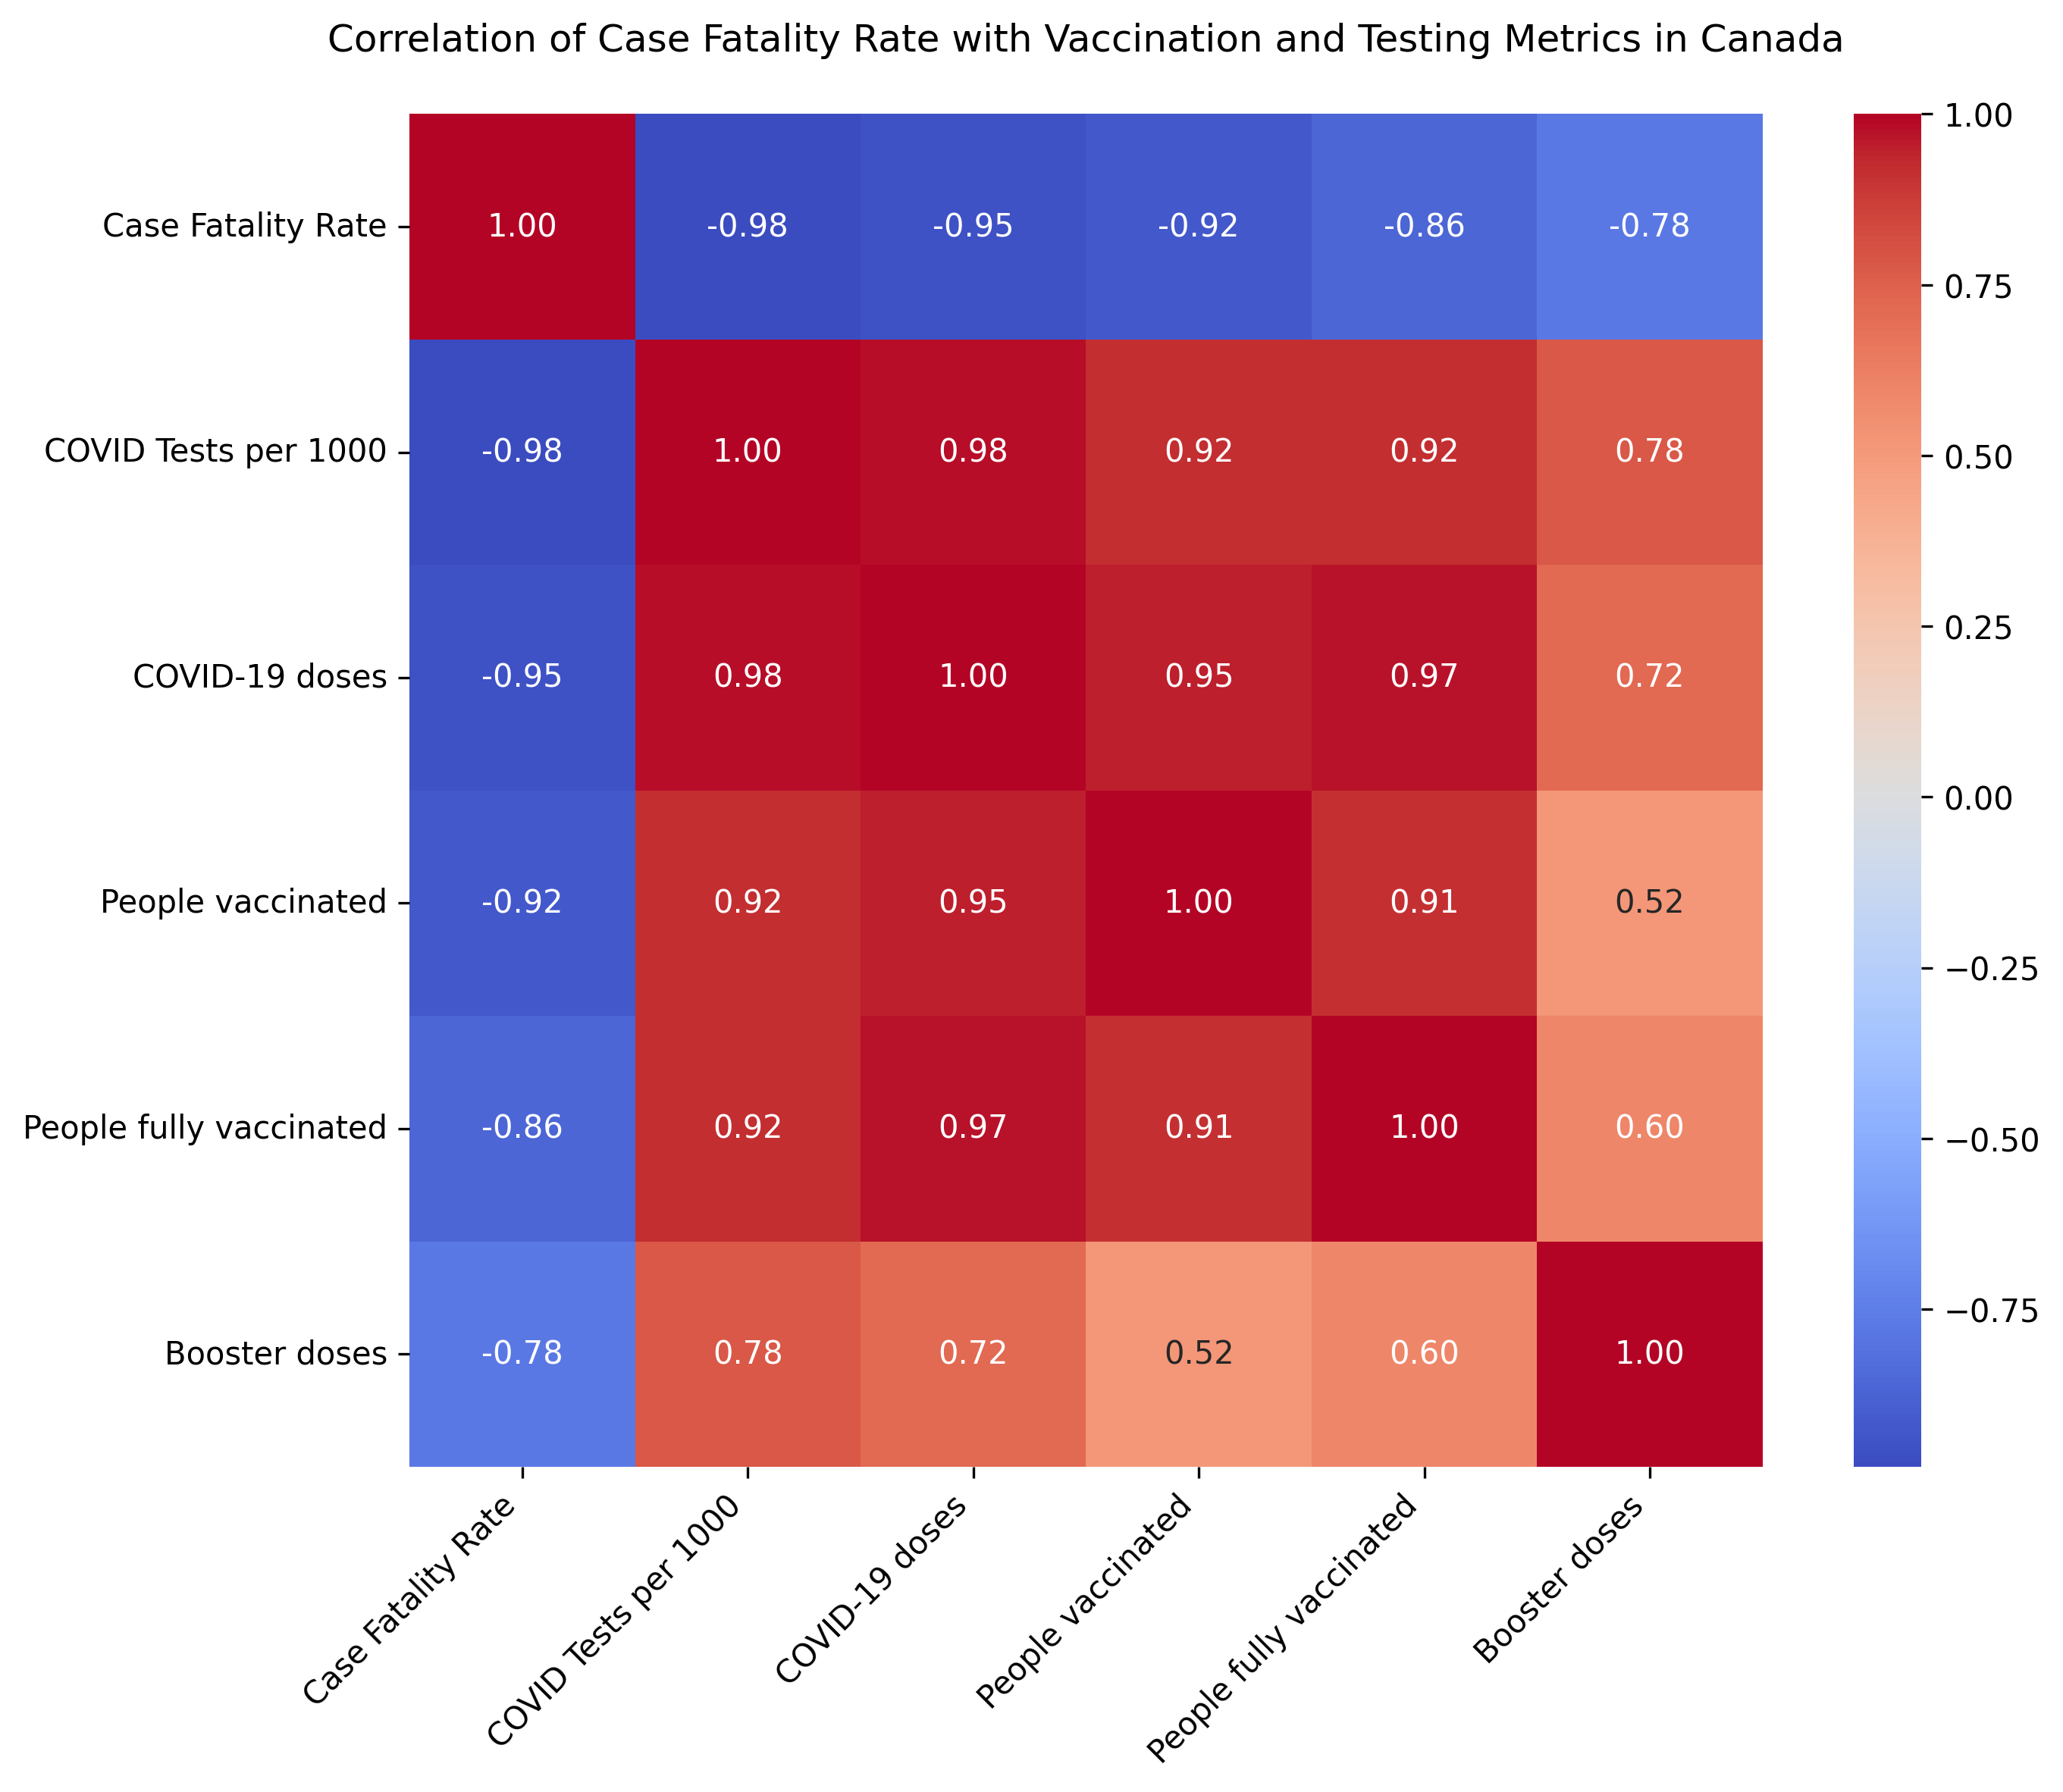 Correlation of Case Fatality Rate with Vaccination and Testing Metrics in Canada
Case Fatality Rate 1.00 -0.98 -0.95 -0.92 -0.86 -0.78
COVID Tests per 1000 -0.98 1.00 0.98 0.92 0.92 0.78
COVID-19 doses -0.95 0.98 1.00 0.95 0.97 0.72
People vaccinated -0.92 0.92 0.95 1.00 0.91 0.52
People fully vaccinated -0.86 0.92 0.97 0.91 1.00 0.60
Booster doses -0.78 0.78 0.72 0.52 0.60 1.00
Case Fatality Rate
COVID Tests per 1000
COVID-19 doses
People vaccinated
People fully vaccinated
Booster doses
1.00
0.75
0.50
0.25
0.00
−0.25
−0.50
−0.75